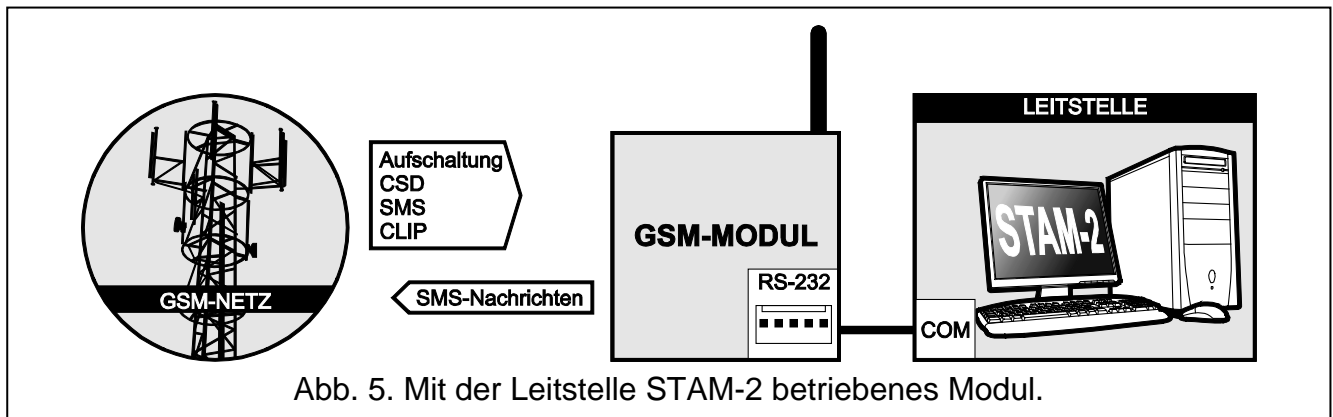 Aufschaltung
CSD
SMS
CLIP
SMS-Nachrichten
GSM-NETZ
GSM-MODUL
RS-232
LEITSTELLE
STAM-2
COM
Abb. 5. Mit der Leitstelle STAM-2 betriebenes Modul.